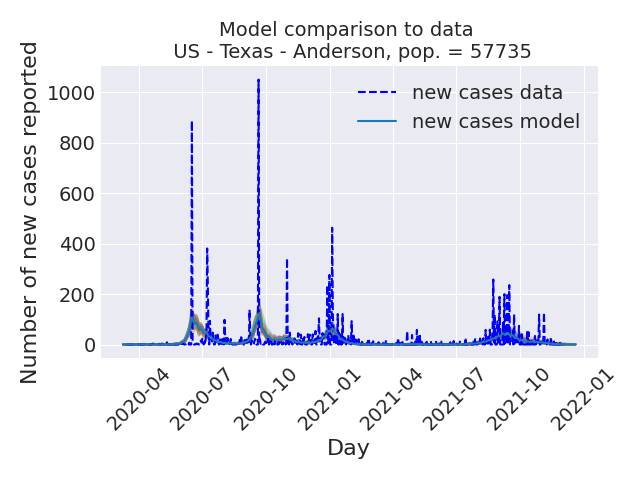 Model comparison to data
US - Texas - Anderson, pop. = 57735
Number of new cases reported
1000
800
600
400
200
0
new cases data
new cases model
2020-04
2020-07
2020-10
2021-01
2021-04
2021-07
2021-10
2022-01
Day